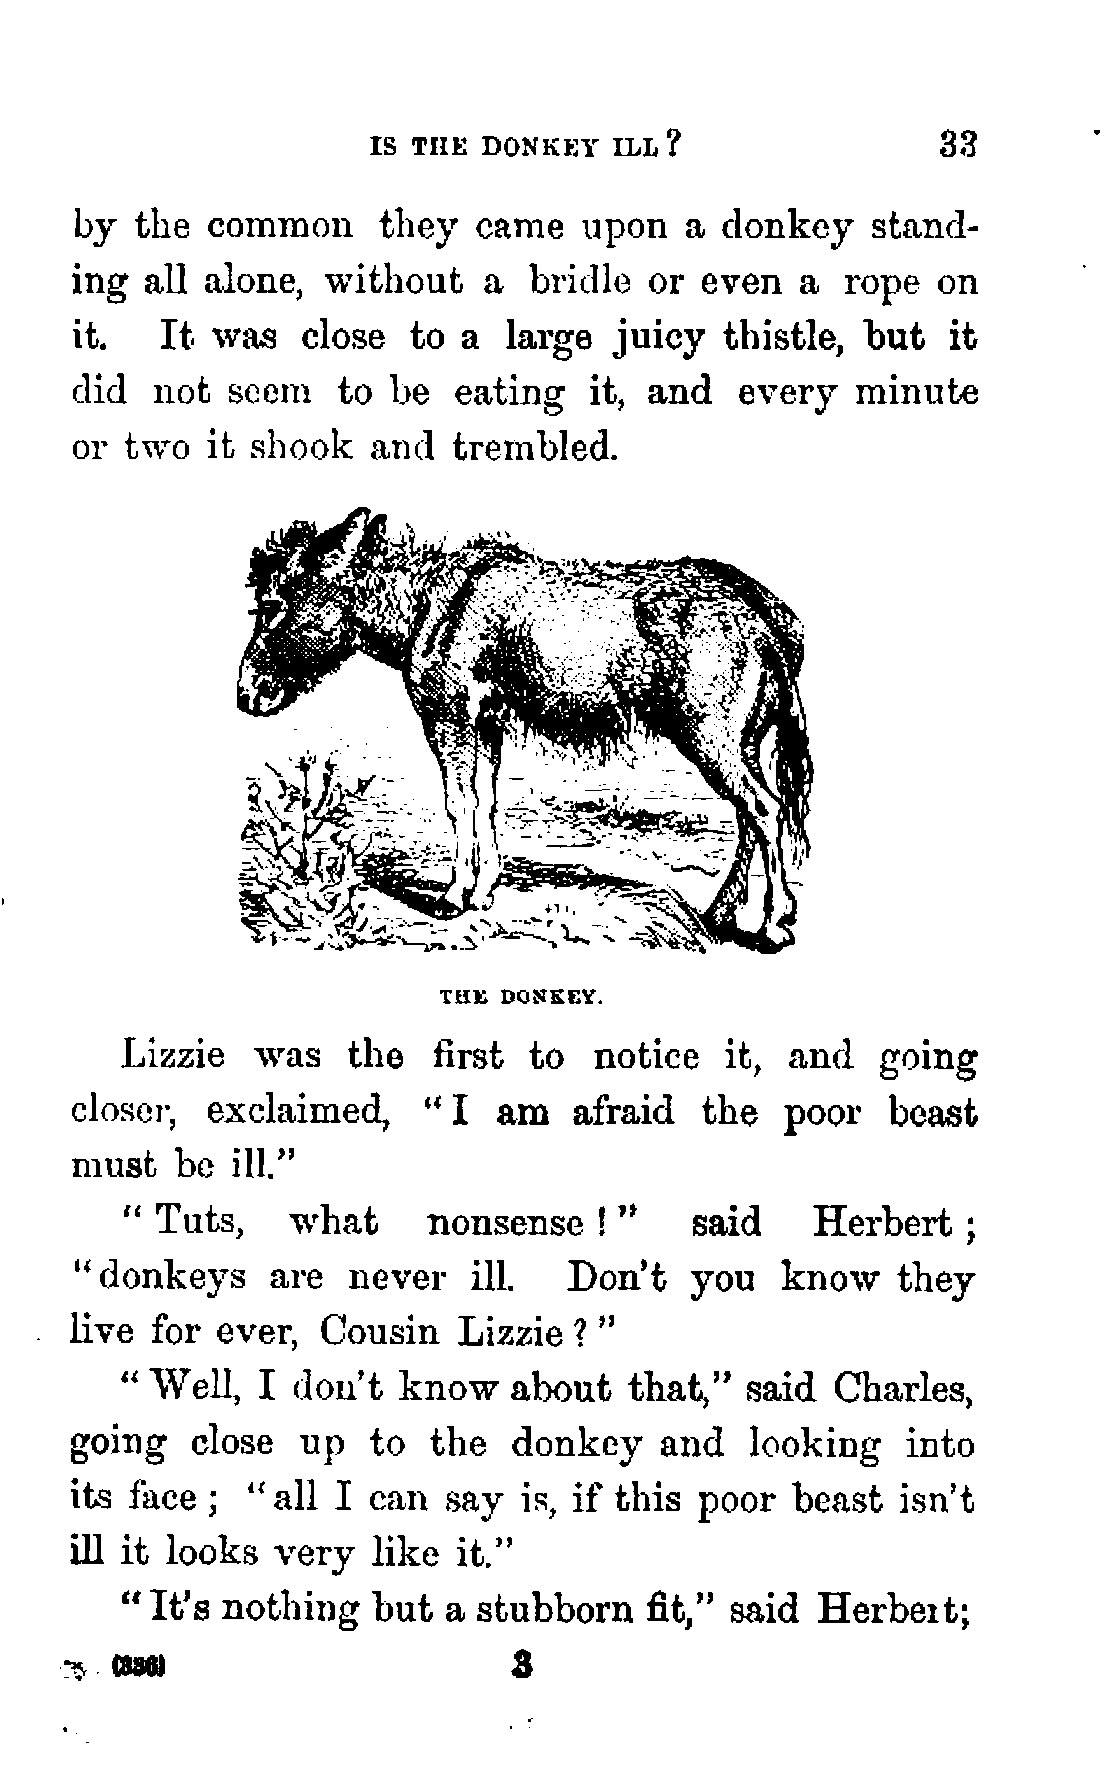 IS THE DONKEY ILL? 33
by the common they came upon a donkey stand-
ing all alone, without a bridle or even a rope on
it. It was close to a large juicy thistle, but it
did not seem to be eating it, and every minute
or two it shook and trembled.
THE DONKEY.
Lizzie was the first to notice it, and going
closer, exclaimed, "I am afraid the poor beast
must be ill."
"Tuts, what nonsense!" said Herbert;
"donkeys are never ill. Don't you know they
live for ever, Cousin Lizzie?"
"Well, I don't know about that," said Charles,
going close up to the donkey and looking into
its face; "all I can say is, if this poor beast isn't
ill it looks very like it."
"It's nothing but a stubborn fit," said Herbert;
(336) 3